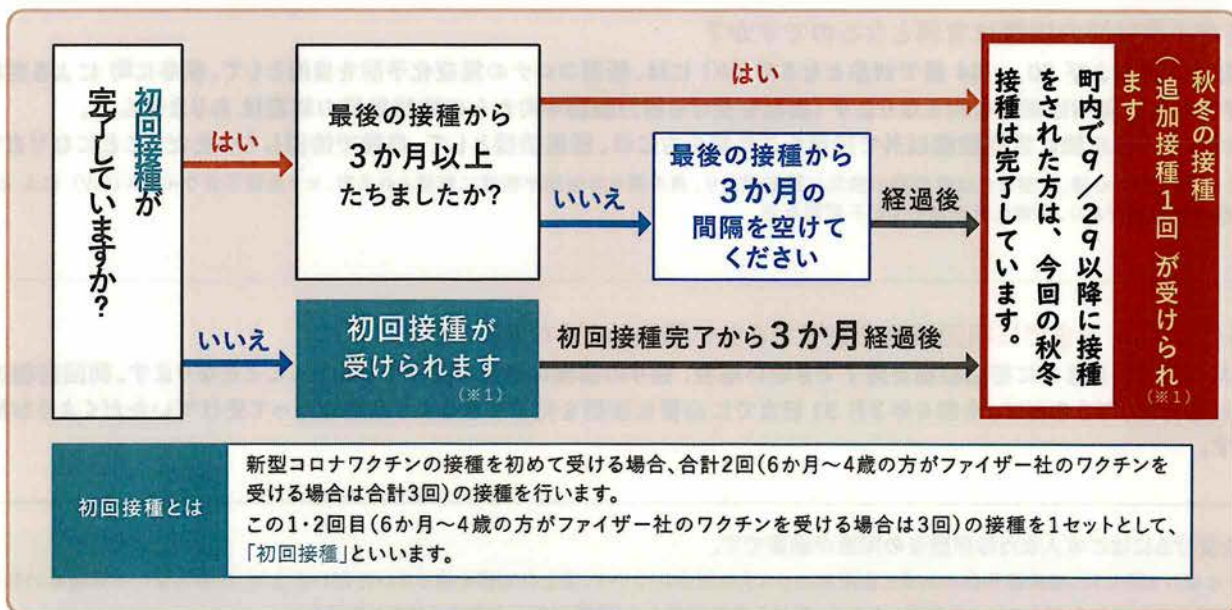 初回接種が
完了していますか?
はい
最後の接種から
3か月以上
たちましたか?
はい
いいえ
最後の接種から
3か月の
間隔を空けて
ください
経過後
いいえ
初回接種が
受けられます
(※1)
初回接種完了から3か月経過後
秋冬の接種
(追加接種1回)が受けられ
ます
(※1)
町内で9/29以降に接種
をされた方は、今回の秋冬
接種は完了しています。
初回接種とは
新型コロナワクチンの接種を初めて受ける場合、合計2回(6か月~4歳の方がファイザー社のワクチンを
受ける場合は合計3回)の接種を行います。
この1・2回目(6か月~4歳の方がファイザー社のワクチンを受ける場合は3回)の接種を1セットとして、
「初回接種」といいます。